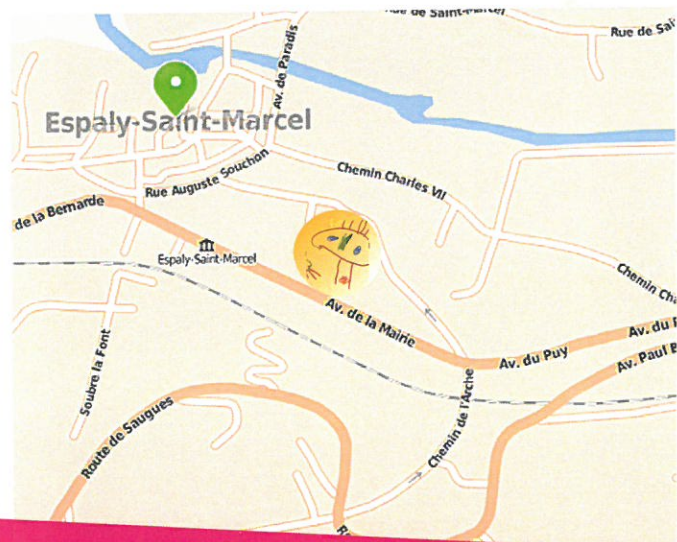 Rue de Saint-Marcel
Rue de Sai
Av. de Paradis
Espaly-Saint-Marcel
Rue Auguste Souchon
Chemin Charles VII
de la Bernarde
Espaly-Saint-Marcel
Chemin Cha
Av. de la Mairie
Av. du P
Av. du Puy
Av. Paul B
Soubre la Font
Route de Saugues
Chemin de l'Arche